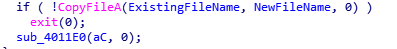 if ( !CopyFileA(ExistingFileName, NewFileName, 0) )
exit(0);
sub_4011E0(aC, 0);